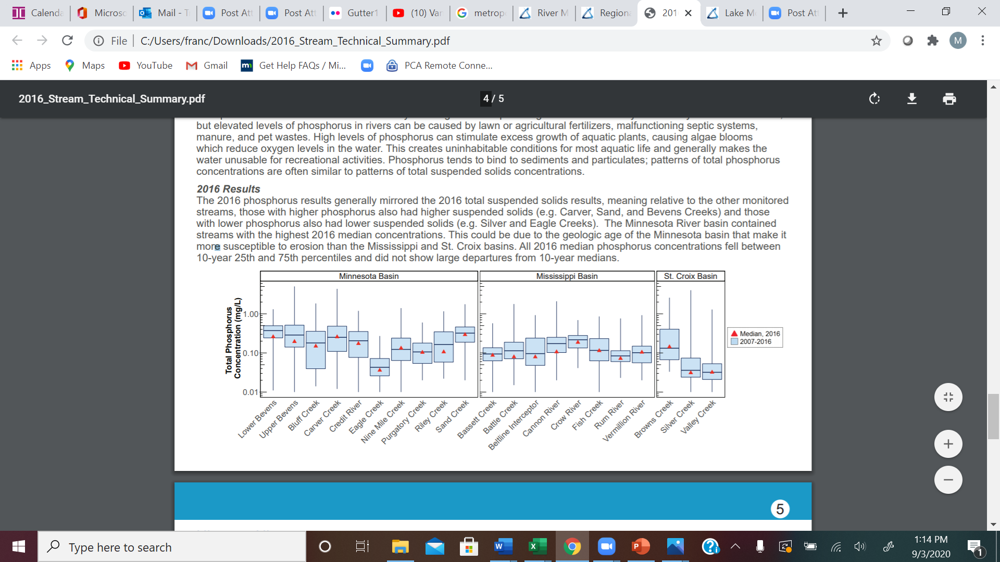 Calenda
Microso
Mail - T
Post Att
Post Att
Gutter1
(10) Van
G metrop
River M
Regiona
201
Lake M
Post Att
File C:/Users/franc/Downloads/2016_Stream_Technical_Summary.pdf
M
Apps Maps YouTube Gmail mn Get Help FAQs / Mi... PCA Remote Conne...
2016_Stream_Technical_Summary.pdf
4 / 5
but elevated levels of phosphorus in rivers can be caused by lawn or agricultural fertilizers, malfunctioning septic systems,
manure, and pet wastes. High levels of phosphorus can stimulate excess growth of aquatic plants, causing algae blooms
which reduce oxygen levels in the water. This creates uninhabitable conditions for most aquatic life and generally makes the
water unusable for recreational activities. Phosphorus tends to bind to sediments and particulates; patterns of total phosphorus
concentrations are often similar to patterns of total suspended solids concentrations.
2016 Results
The 2016 phosphorus results generally mirrored the 2016 total suspended solids results, meaning relative to the other monitored
streams, those with higher phosphorus also had higher suspended solids (e.g. Carver, Sand, and Bevens Creeks) and those
with lower phosphorus also had lower suspended solids (e.g. Silver and Eagle Creeks). The Minnesota River basin contained
streams with the highest 2016 median concentrations. This could be due to the geologic age of the Minnesota basin that make it
more susceptible to erosion than the Mississippi and St. Croix basins. All 2016 median phosphorus concentrations fell between
10-year 25th and 75th percentiles and did not show large departures from 10-year medians.
Minnesota Basin
Mississippi Basin
St. Croix Basin
Total Phosphorus
Concentration (mg/L)
1.00
0.10
0.01
Median, 2016
2007-2016
Lower Bevens
Upper Bevens
Bluff Creek
Carver Creek
Credit River
Eagle Creek
Nine Mile Creek
Purgatory Creek
Riley Creek
Sand Creek
Bassett Creek
Battle Creek
Beltline Interceptor
Cannon River
Crow River
Fish Creek
Rum River
Vermillion River
Browns Creek
Silver Creek
Valley Creek
5
Type here to search
W
X
P
1:14 PM
9/3/2020
1